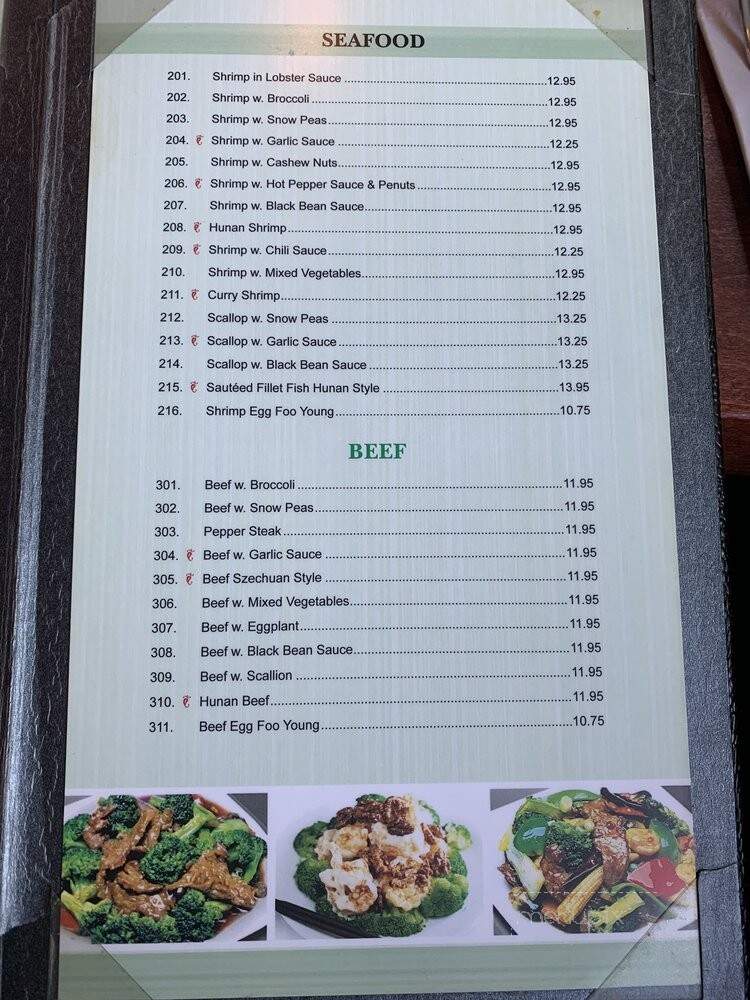 SEAFOOD
201. Shrimp in Lobster Sauce 12.95
202. Shrimp w. Broccoli 12.95
203. Shrimp w. Snow Peas 12.95
204. Shrimp w. Garlic Sauce 12.25
205. Shrimp w. Cashew Nuts 12.95
206. Shrimp w. Hot Pepper Sauce & Penuts 12.95
207. Shrimp w. Black Bean Sauce 12.95
208. Hunan Shrimp 12.95
209. Shrimp w. Chili Sauce 12.25
210. Shrimp w. Mixed Vegetables 12.95
211. Curry Shrimp 12.25
212. Scallop w. Snow Peas 13.25
213. Scallop w. Garlic Sauce 13.25
214. Scallop w. Black Bean Sauce 13.25
215. Sautéed Fillet Fish Hunan Style 13.95
216. Shrimp Egg Foo Young 10.75
BEEF
301. Beef w. Broccoli 11.95
302. Beef w. Snow Peas 11.95
303. Pepper Steak 11.95
304. Beef w. Garlic Sauce 11.95
305. Beef Szechuan Style 11.95
306. Beef w. Mixed Vegetables 11.95
307. Beef w. Eggplant 11.95
308. Beef w. Black Bean Sauce 11.95
309. Beef w. Scallion 11.95
310. Hunan Beef 11.95
311. Beef Egg Foo Young 10.75